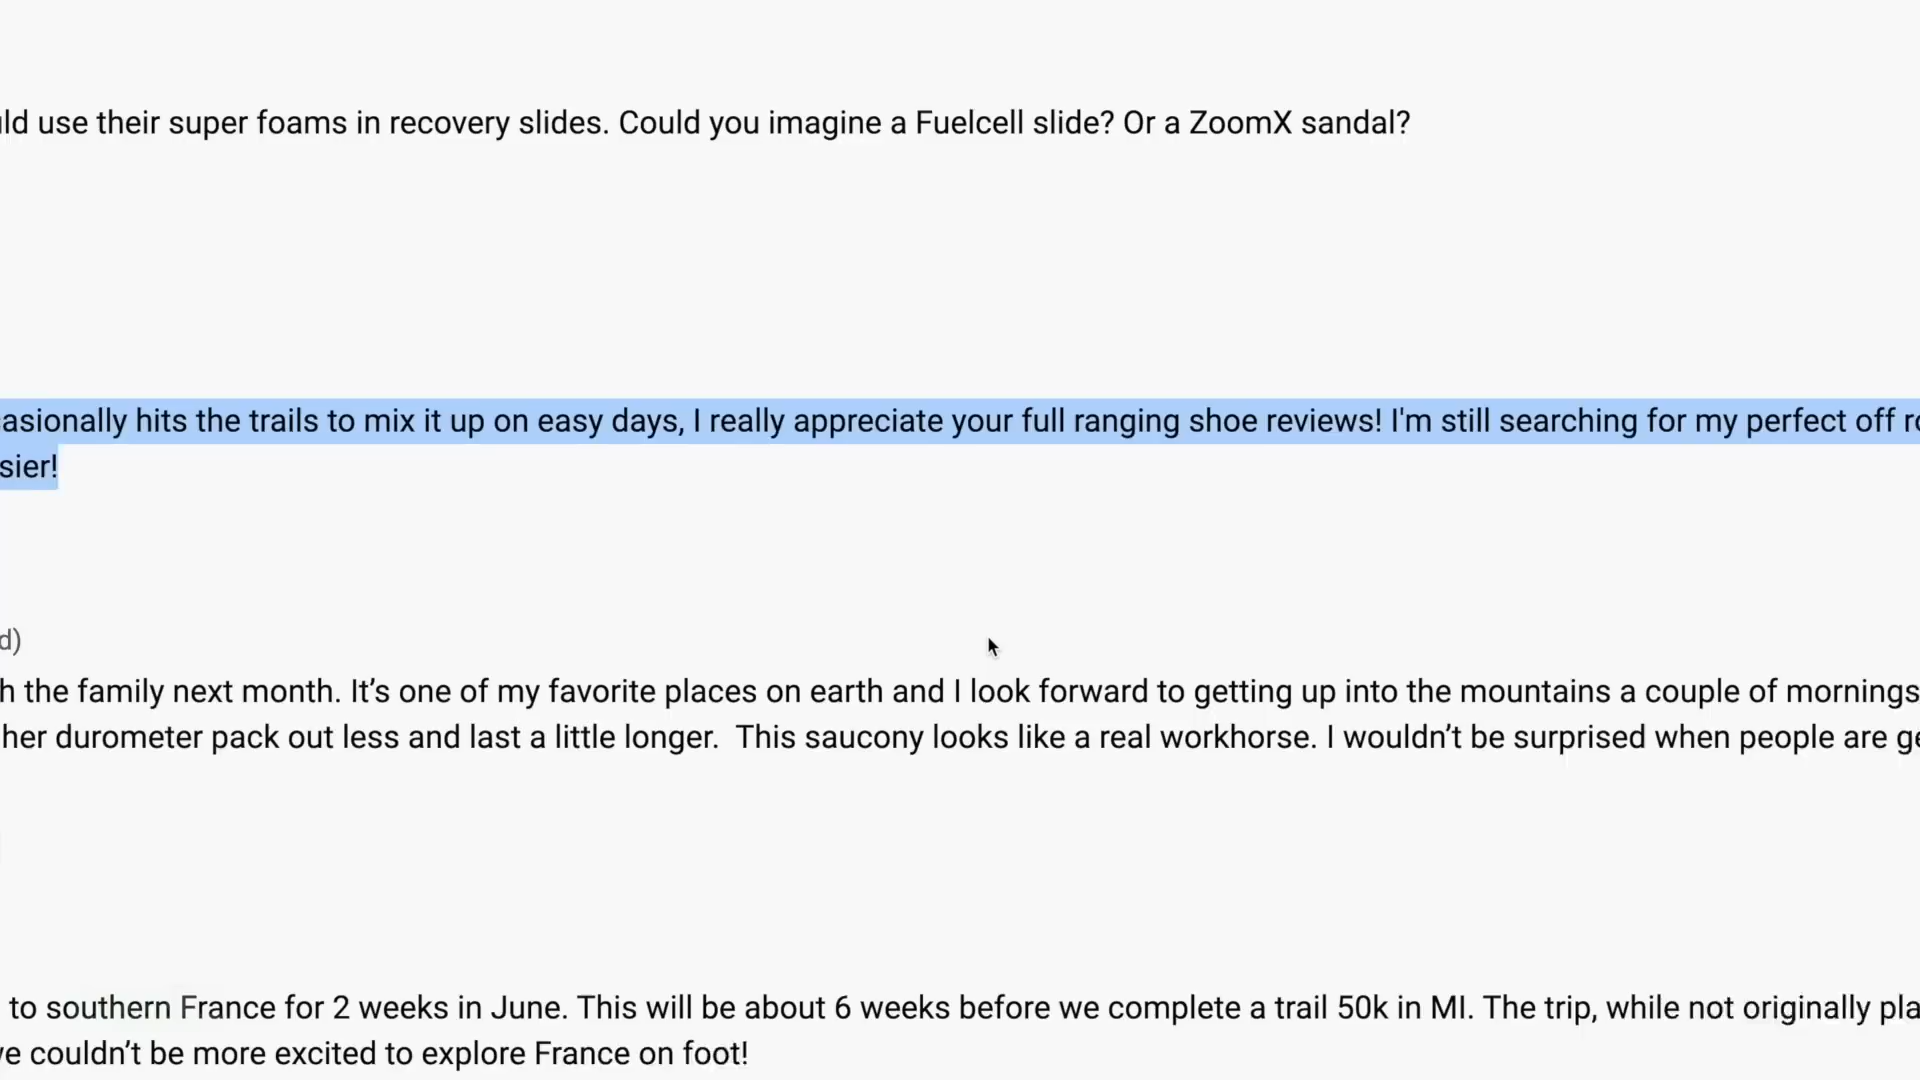 uld use their super foams in recovery slides. Could you imagine a Fuelcell slide? Or a ZoomX sandal?
casionally hits the trails to mix it up on easy days, I really appreciate your full ranging shoe reviews! I'm still searching for my perfect off ro
sier!
d)
h the family next month. It’s one of my favorite places on earth and I look forward to getting up into the mountains a couple of mornings
her durometer pack out less and last a little longer.  This saucony looks like a real workhorse. I wouldn’t be surprised when people are ge
to southern France for 2 weeks in June. This will be about 6 weeks before we complete a trail 50k in MI. The trip, while not originally pla
ve couldn’t be more excited to explore France on foot!